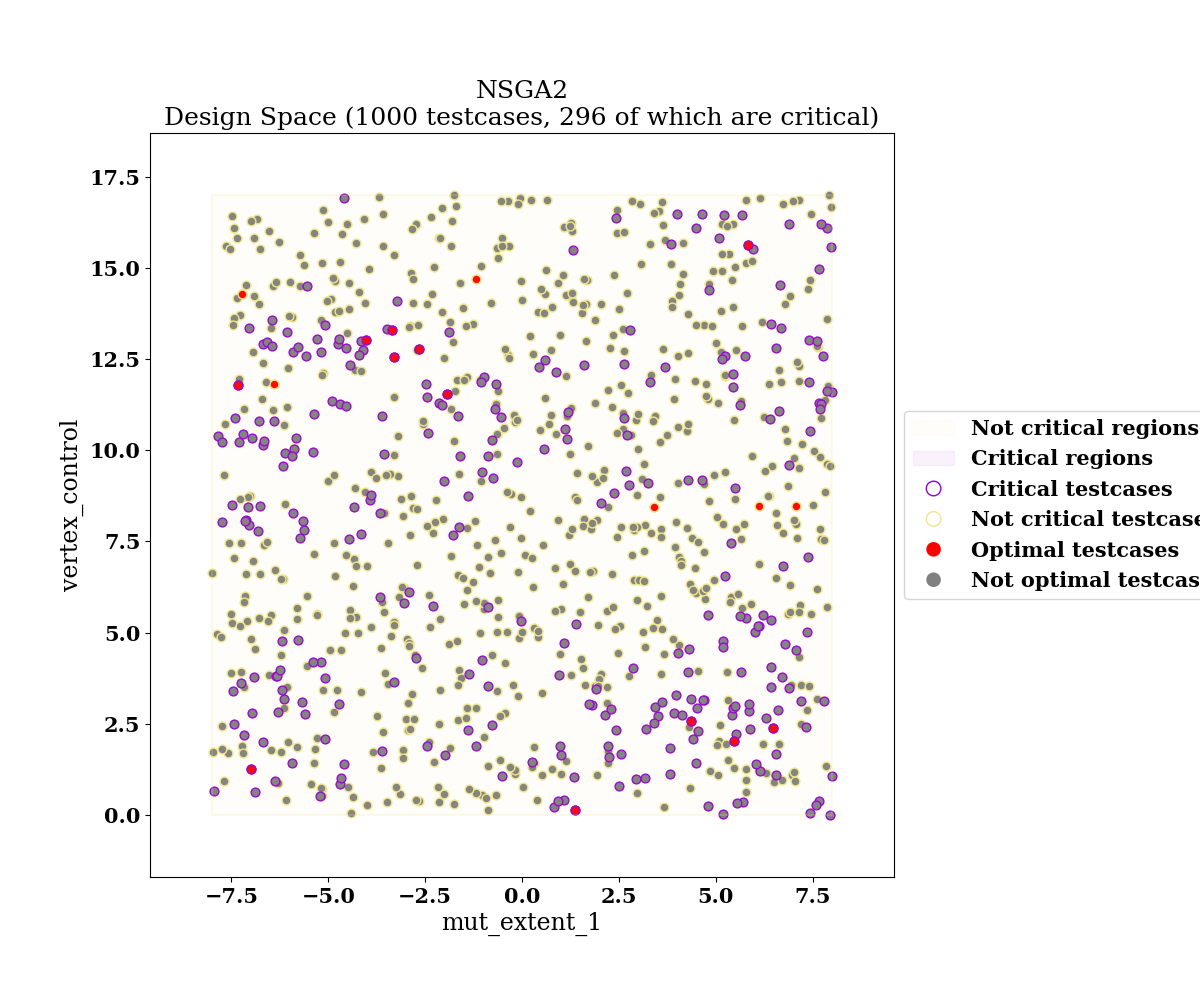 NSGA2
Design Space (1000 testcases, 296 of which are critical)
17.5
15.0
12.5
10.0
7.5
5.0
2.5
0.0
vertex_control
−7.5
−5.0
−2.5
0.0
2.5
5.0
7.5
mut_extent_1
Not critical regions
Critical regions
Critical testcases
Not critical testcase
Optimal testcases
Not optimal testcas